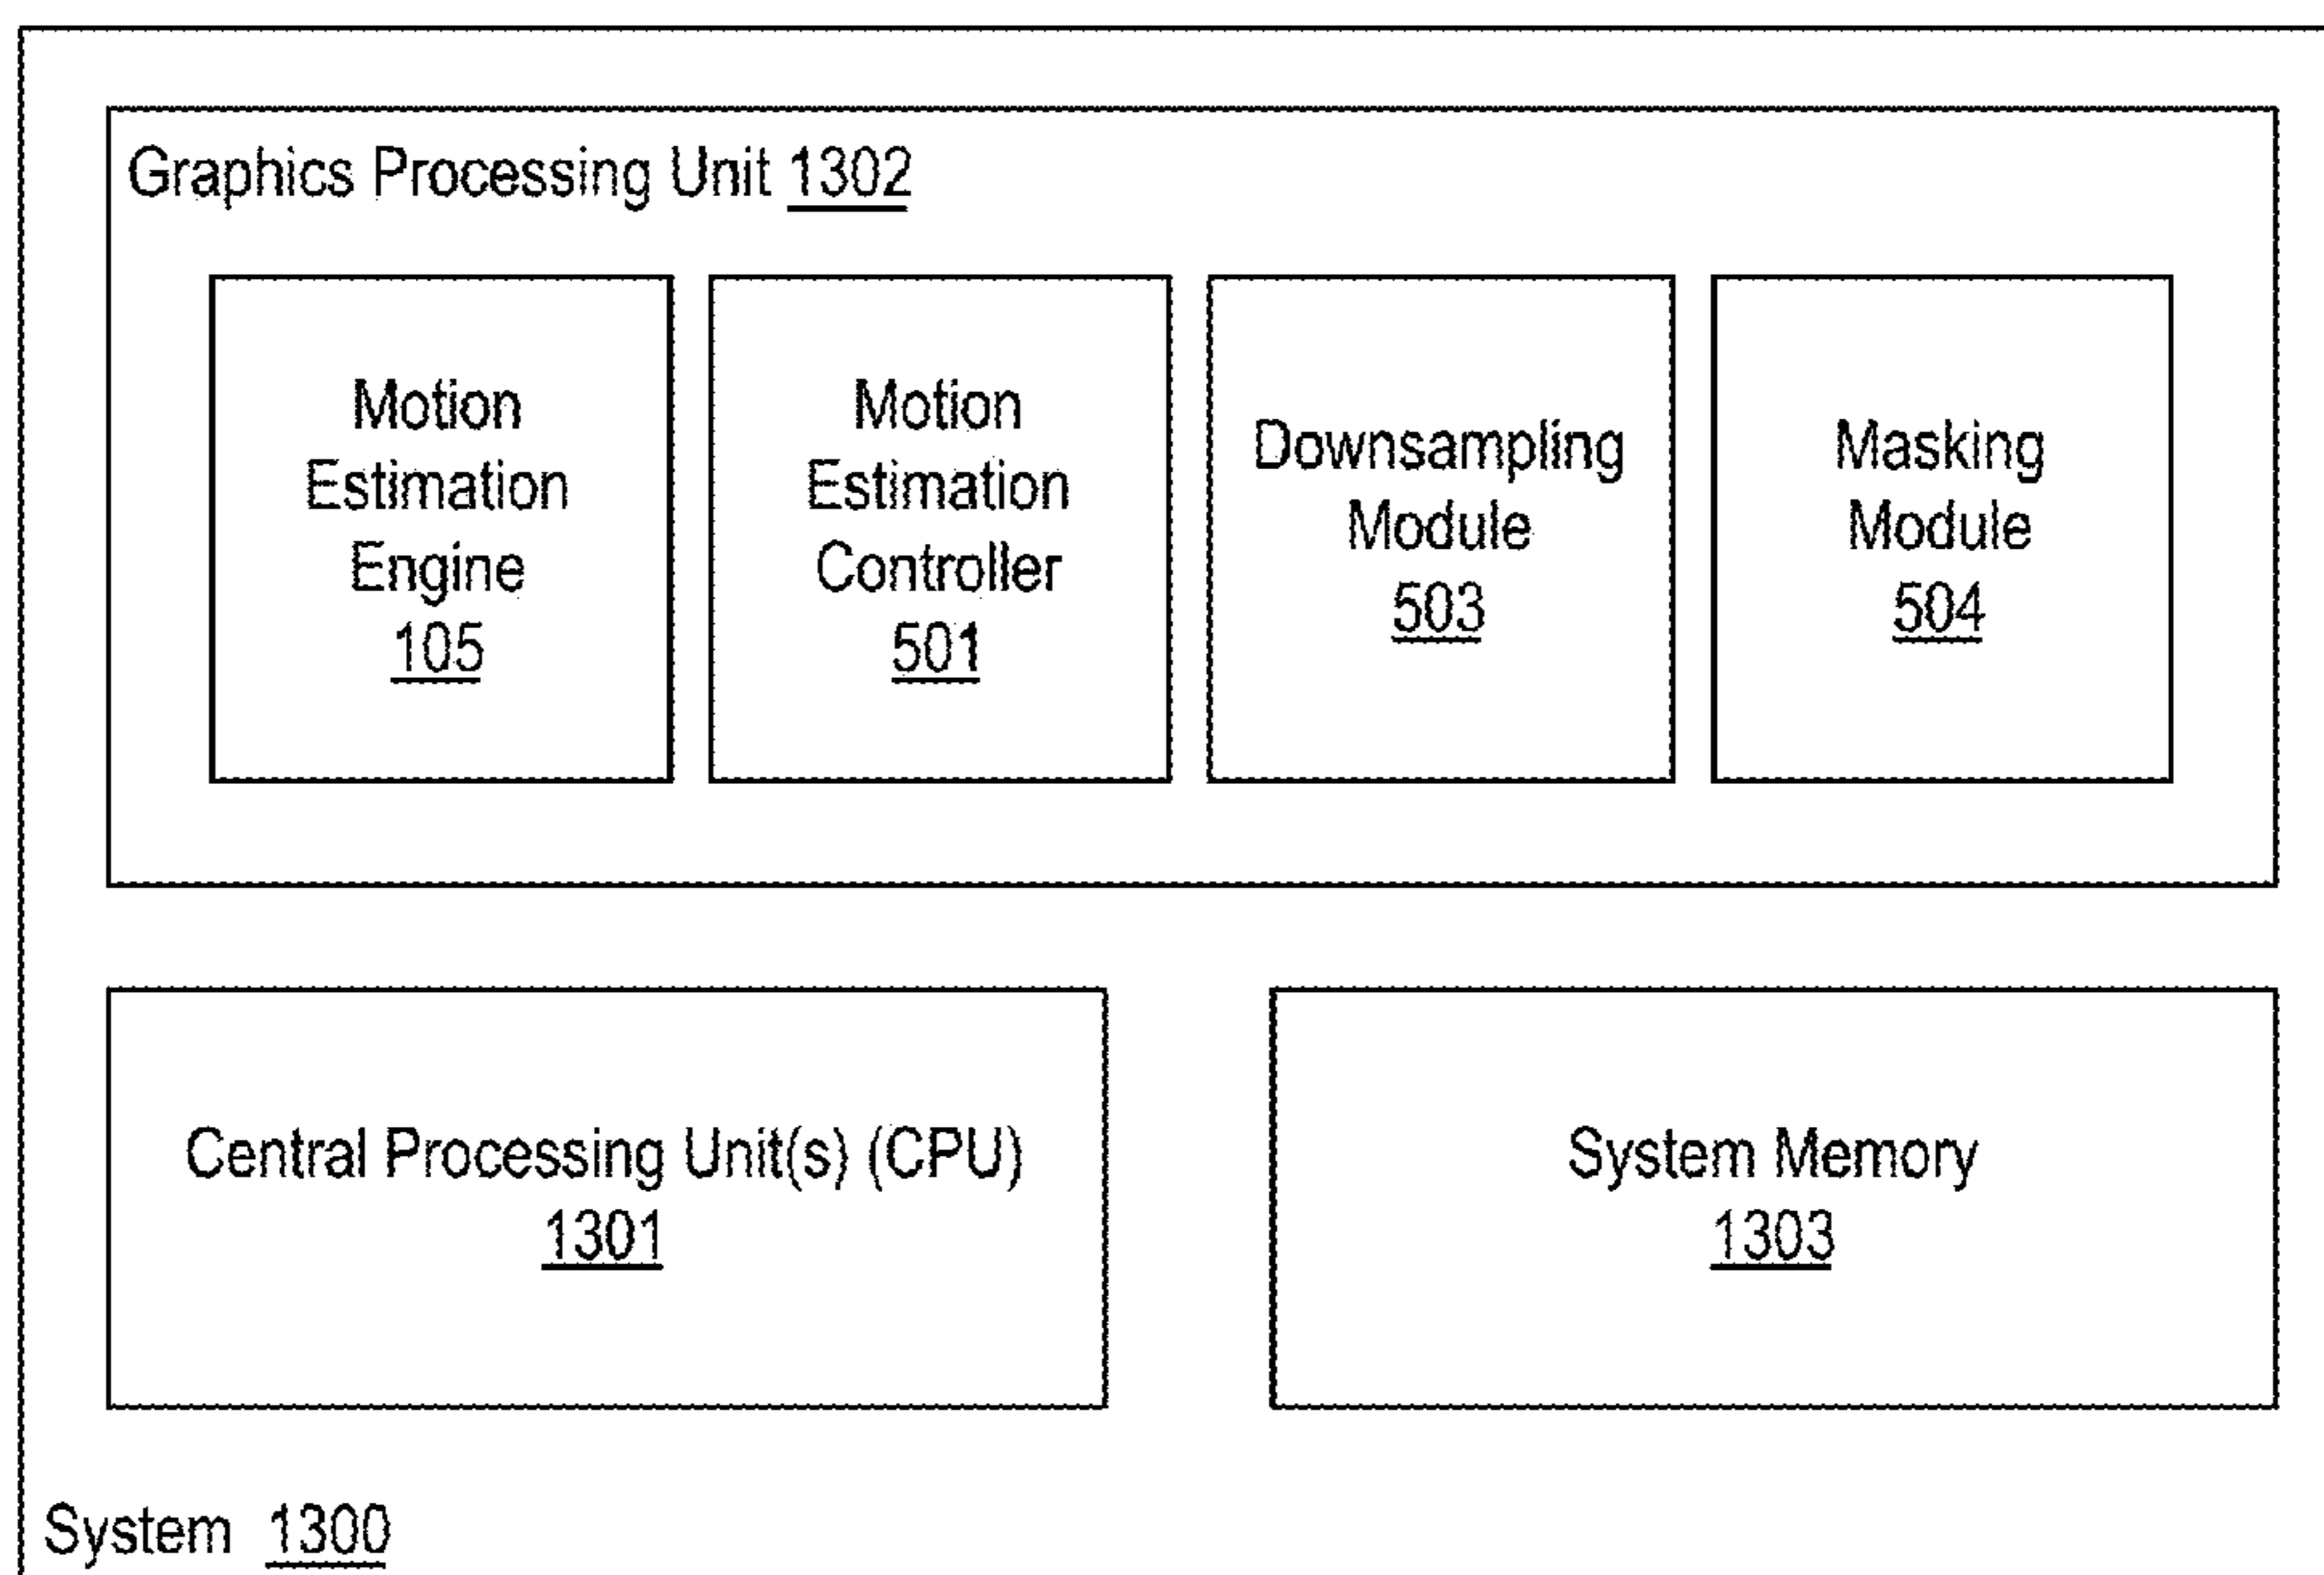 Graphics Processing Unit 1302
Motion
Estimation
Engine
105
Motion
Estimation
Controller
501
Downsampling
Module
503
Masking
Module
504
Central Processing Unit(s) (CPU)
1301
System Memory
1303
System 1300